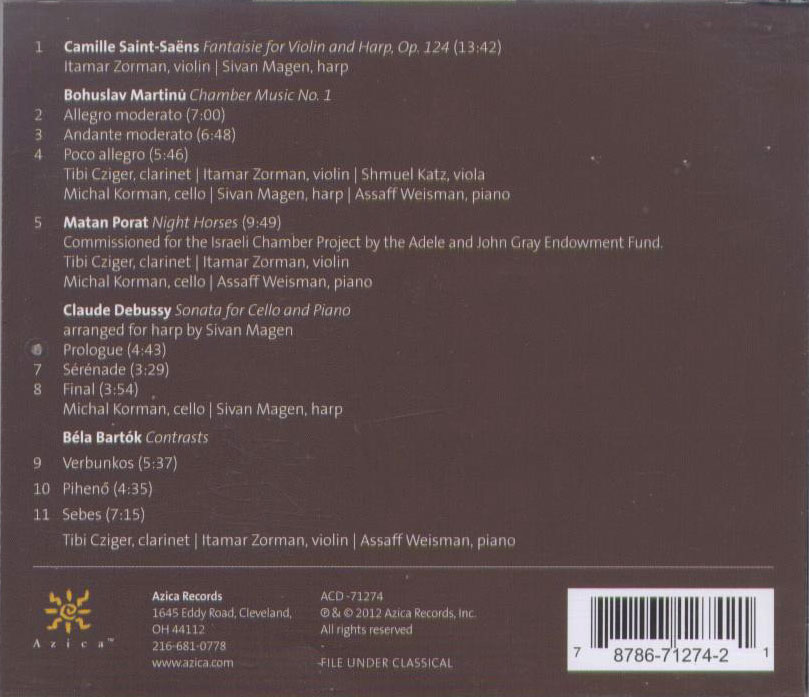 1 Camille Saint-Saëns Fantaisie for Violin and Harp, Op. 124 (13:42)
Itamar Zorman, violin | Sivan Magen, harp
Bohuslav Martinů Chamber Music No. 1
2 Allegro moderato (7:00)
3 Andante moderato (6:48)
4 Poco allegro (5:46)
Tibi Cziger, clarinet | Itamar Zorman, violin | Shmuel Katz, viola
Michal Korman, cello | Sivan Magen, harp | Assaff Weisman, piano
5 Matan Porat Night Horses (9:49)
Commissioned for the Israeli Chamber Project by the Adele and John Gray Endowment Fund.
Tibi Cziger, clarinet | Itamar Zorman, violin
Michal Korman, cello | Assaff Weisman, piano
Claude Debussy Sonata for Cello and Piano
arranged for harp by Sivan Magen
6 Prologue (4:43)
7 Sérénade (3:29)
8 Final (3:54)
Michal Korman, cello | Sivan Magen, harp
Béla Bartók Contrasts
9 Verbunkos (5:37)
10 Pihenő (4:35)
11 Sebes (7:15)
Tibi Cziger, clarinet | Itamar Zorman, violin | Assaff Weisman, piano
Azica™
Azica Records
1645 Eddy Road, Cleveland,
OH 44112
216-681-0778
www.azica.com
ACD-71274
℗ & © 2012 Azica Records, Inc.
All rights reserved
FILE UNDER CLASSICAL
7 8786-71274-2 1